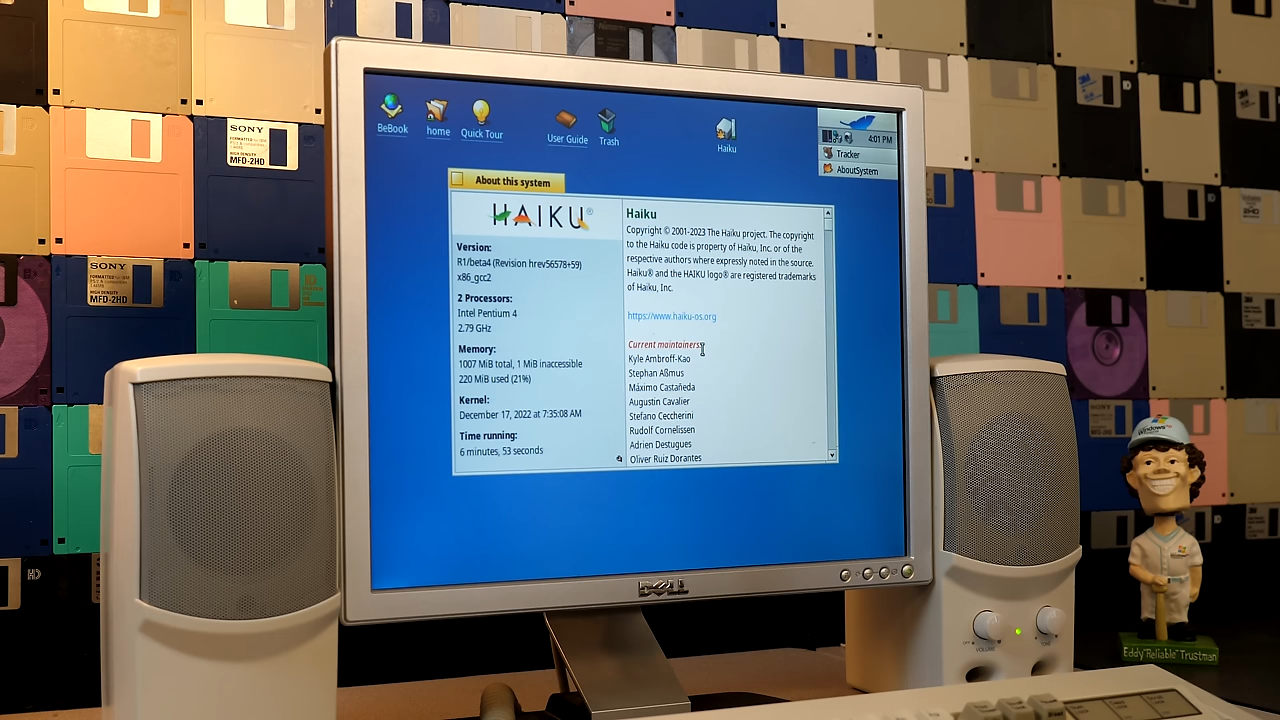 SONY
MFD-2HD
SONY
MFD-2HD
HD
BeBook
home
Quick Tour
User Guide
Trash
Haiku
4:01 PM
Tracker
AboutSystem
About this system
HAIKU®
Version:
R1/beta4 (Revision hrev56578+59)
x86_gcc2
2 Processors:
Intel Pentium 4
2.79 GHz
Memory:
1007 MiB total, 1 MiB inaccessible
220 MiB used (21%)
Kernel:
December 17, 2022 at 7:35:08 AM
Time running:
6 minutes, 53 seconds
Haiku
Copyright © 2001-2023 The Haiku project. The copyright
to the Haiku code is property of Haiku, Inc. or of the
respective authors where expressly noted in the source.
Haiku® and the HAIKU logo® are registered trademarks
of Haiku, Inc.
https://www.haiku-os.org
Current maintainers:
Kyle Ambroff-Kao
Stephan Aßmus
Máximo Castañeda
Augustin Cavalier
Stefano Ceccherini
Rudolf Cornelissen
Adrien Destugues
Oliver Ruiz Dorantes
DELL
3M
3M
VOLUME
Windows
Eddy "Reliable" Trustman